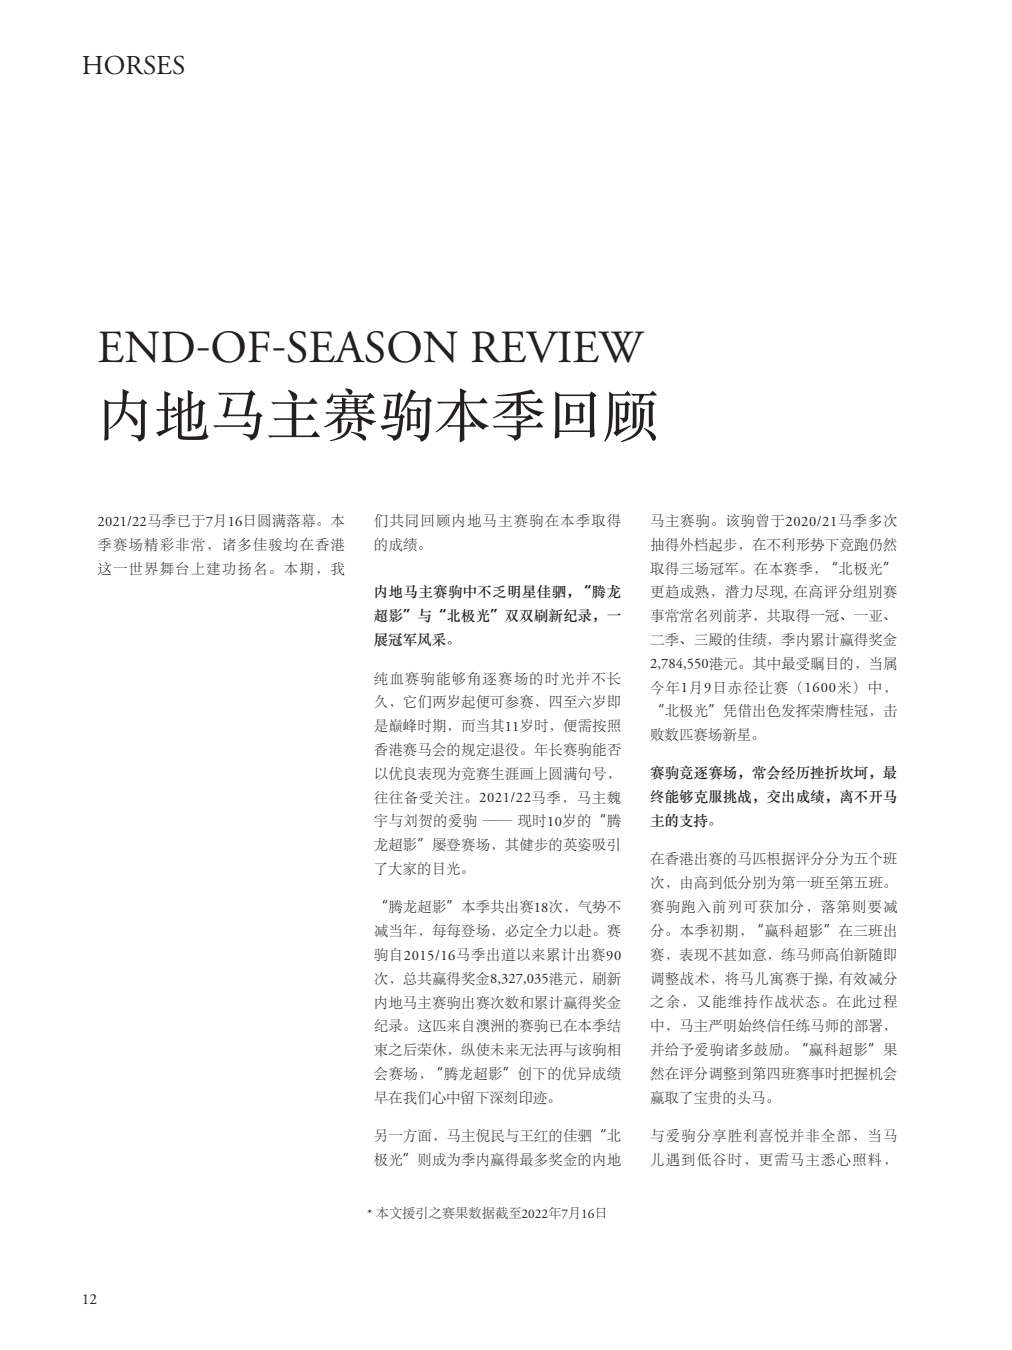 HORSES
END-OF-SEASON REVIEW
内地马主赛驹本季回顾
2021/22马季已于7月16日圆满落幕。本
季赛场精彩非常，诸多佳骏均在香港
这一世界舞台上建功扬名。本期，我
们共同回顾内地马主赛驹在本季取得
的成绩。
内地马主赛驹中不乏明星佳驷，“腾龙
超影”与“北极光”双双刷新纪录，一
展冠军风采。
纯血赛驹能够角逐赛场的时光并不长
久，它们两岁起便可参赛，四至六岁即
是巅峰时期，而当其11岁时，便需按照
香港赛马会的规定退役。年长赛驹能否
以优良表现为竞赛生涯画上圆满句号，
往往备受关注。2021/22马季，马主魏
宇与刘贺的爱驹 —— 现时10岁的“腾
龙超影”屡登赛场，其健步的英姿吸引
了大家的目光。
“腾龙超影”本季共出赛18次，气势不
减当年，每每登场，必定全力以赴。赛
驹自2015/16马季出道以来累计出赛90
次，总共赢得奖金8,327,035港元，刷新
内地马主赛驹出赛次数和累计赢得奖金
纪录。这匹来自澳洲的赛驹已在本季结
束之后荣休，纵使未来无法再与该驹相
会赛场，“腾龙超影”创下的优异成绩
早在我们心中留下深刻印迹。
另一方面，马主倪民与王红的佳驷“北
极光”则成为季内赢得最多奖金的内地
马主赛驹。该驹曾于2020/21马季多次
抽得外档起步，在不利形势下竞跑仍然
取得三场冠军。在本赛季，“北极光”
更趋成熟，潜力尽现, 在高评分组别赛
事常常名列前茅，共取得一冠、一亚、
二季、三殿的佳绩，季内累计赢得奖金
2,784,550港元。其中最受瞩目的，当属
今年1月9日赤径让赛（1600米）中，
“北极光”凭借出色发挥荣膺桂冠，击
败数匹赛场新星。
赛驹竞逐赛场，常会经历挫折坎坷，最
终能够克服挑战，交出成绩，离不开马
主的支持。
在香港出赛的马匹根据评分分为五个班
次，由高到低分别为第一班至第五班。
赛驹跑入前列可获加分，落第则要减
分。本季初期，“赢科超影”在三班出
赛，表现不甚如意，练马师高伯新随即
调整战术，将马儿寓赛于操, 有效减分
之余，又能维持作战状态。在此过程
中，马主严明始终信任练马师的部署，
并给予爱驹诸多鼓励。“赢科超影”果
然在评分调整到第四班赛事时把握机会
赢取了宝贵的头马。
与爱驹分享胜利喜悦并非全部，当马
儿遇到低谷时，更需马主悉心照料，
* 本文援引之赛果数据截至2022年7月16日
12